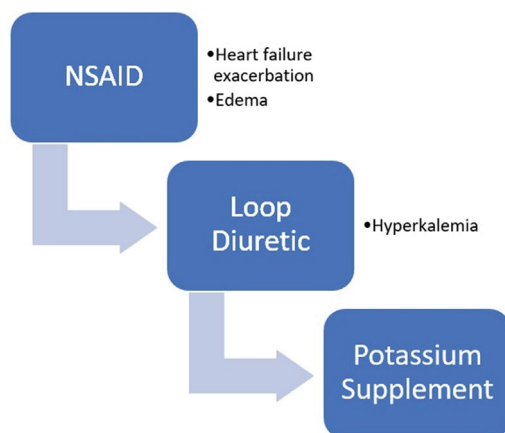 NSAID
•Heart failure
exacerbation
•Edema
Loop
Diuretic
•Hyperkalemia
Potassium
Supplement